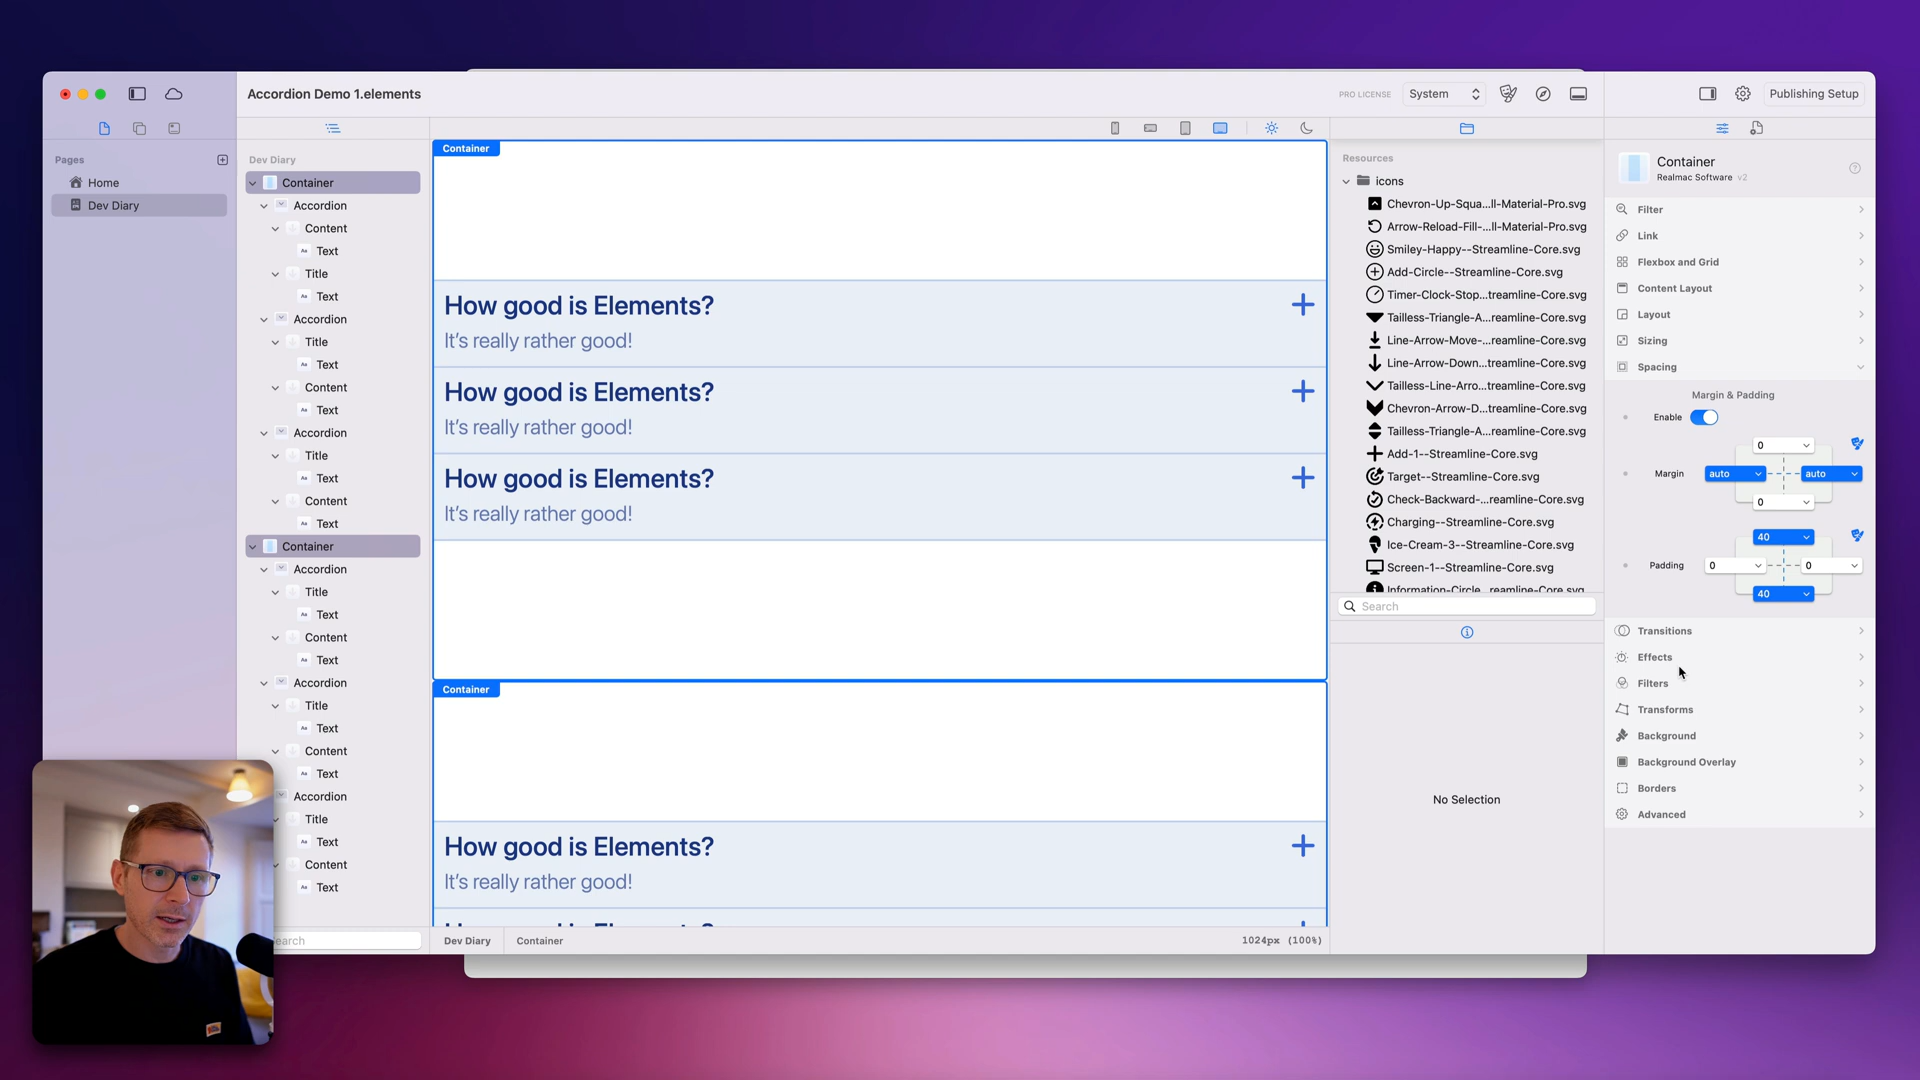 Accordion Demo 1.elements
PRO LICENSE
System
Publishing Setup
Pages
Home
Dev Diary
Dev Diary
Container
Accordion
Content
Text
Title
Text
Accordion
Title
Text
Content
Text
Accordion
Title
Text
Content
Text
Container
Accordion
Title
Text
Content
Text
Accordion
Title
Text
Content
Text
Accordion
Title
Text
Content
Text
earch
Container
How good is Elements?
It's really rather good!
How good is Elements?
It's really rather good!
How good is Elements?
It's really rather good!
Container
How good is Elements?
It's really rather good!
Dev Diary
Container
1024px (100%)
Resources
icons
Chevron-Up-Squa...ll-Material-Pro.svg
Arrow-Reload-Fill-...ll-Material-Pro.svg
Smiley-Happy--Streamline-Core.svg
Add-Circle--Streamline-Core.svg
Timer-Clock-Stop...treamline-Core.svg
Tailless-Triangle-A...reamline-Core.svg
Line-Arrow-Move-...reamline-Core.svg
Line-Arrow-Down...treamline-Core.svg
Tailless-Line-Arro...treamline-Core.svg
Chevron-Arrow-D...treamline-Core.svg
Tailless-Triangle-A...reamline-Core.svg
Add-1--Streamline-Core.svg
Target--Streamline-Core.svg
Check-Backward-...reamline-Core.svg
Charging--Streamline-Core.svg
Ice-Cream-3--Streamline-Core.svg
Screen-1--Streamline-Core.svg
Information-Circle...reamline-Core.svg
Search
No Selection
Container
Realmac Software v2
Filter
Link
Flexbox and Grid
Content Layout
Layout
Sizing
Spacing
Margin & Padding
Enable
0
Margin
auto
auto
0
40
Padding
0
0
40
Transitions
Effects
Filters
Transforms
Background
Background Overlay
Borders
Advanced